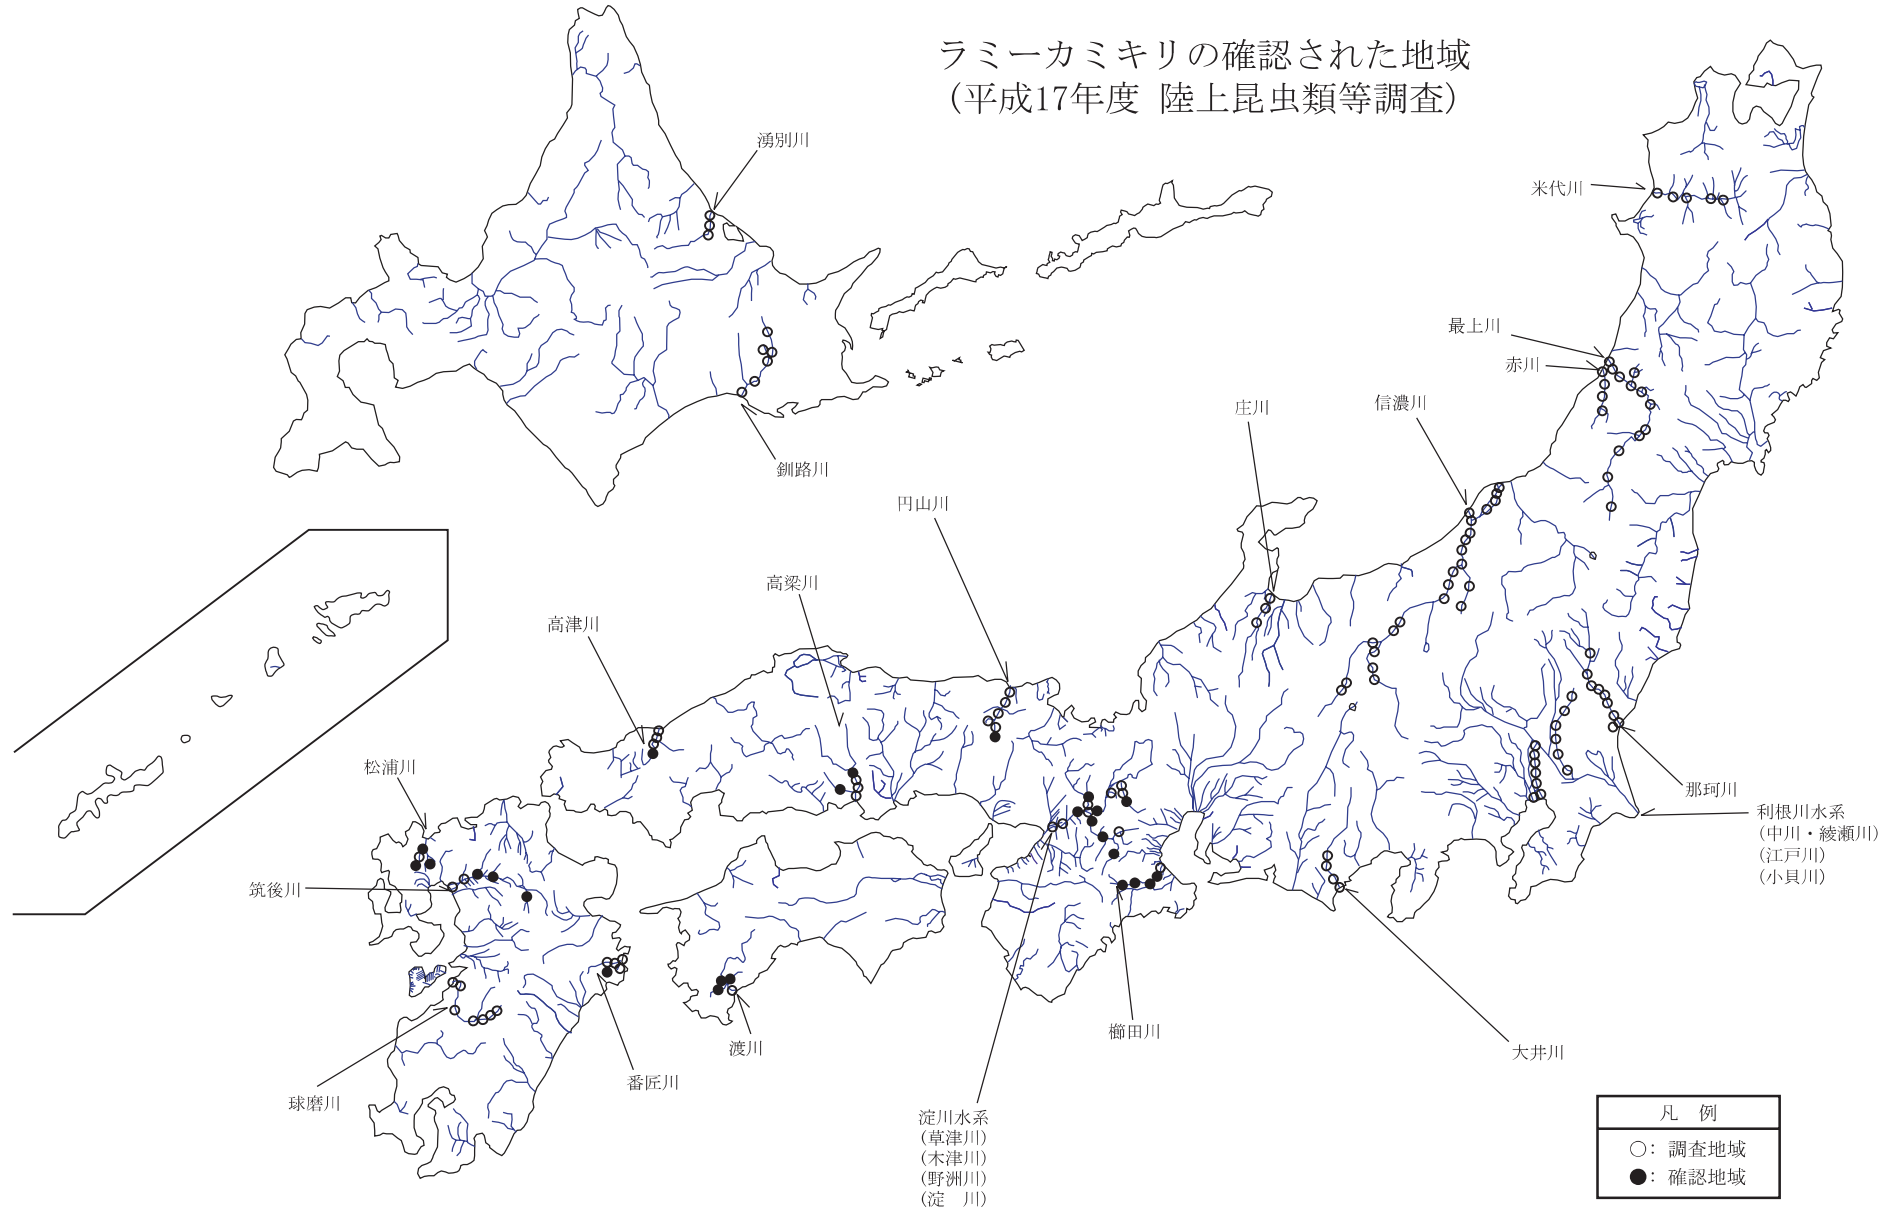 ラミーカミキリの確認された地域
(平成17年度 陸上昆虫類等調査)
湧別川
米代川
最上川
赤川
信濃川
庄川
釧路川
円山川
高梁川
高津川
松浦川
筑後川
那珂川
利根川水系
(中川・綾瀬川)
(江戸川)
(小貝川)
櫛田川
大井川
渡川
番匠川
球磨川
淀川水系
(草津川)
(木津川)
(野洲川)
(淀　川)
凡　例
○: 調査地域
●: 確認地域